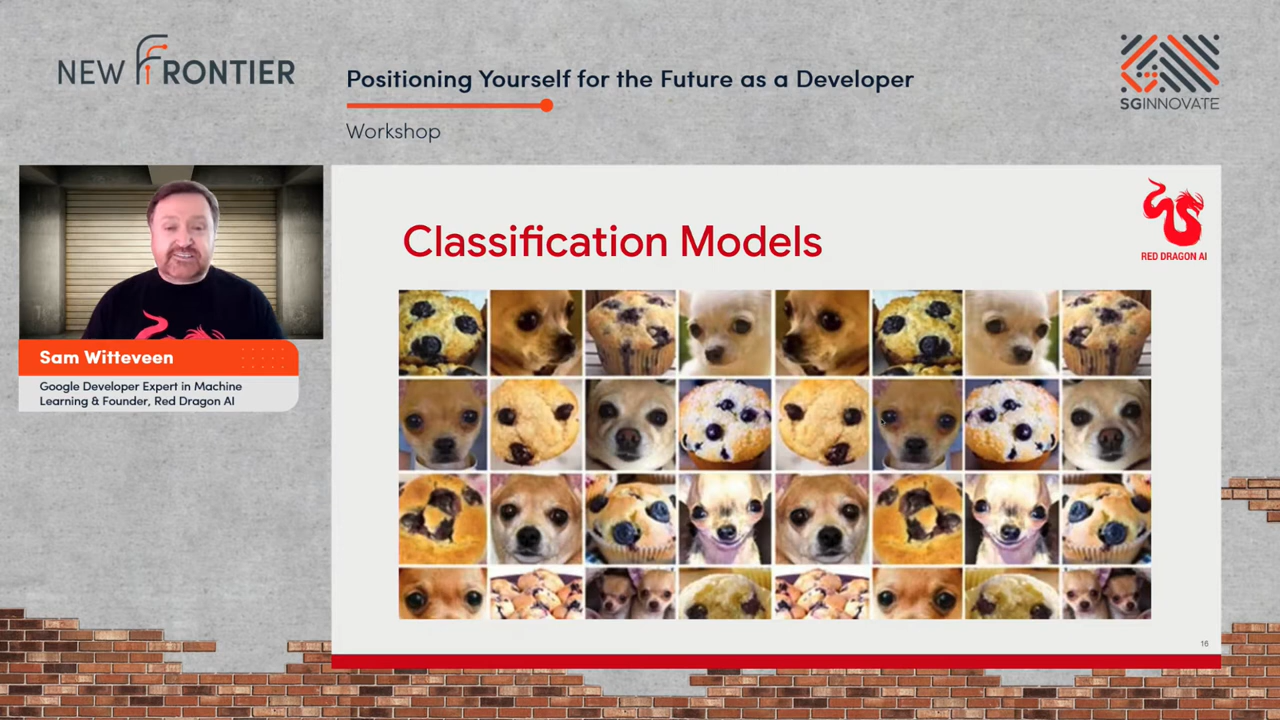 NEW FRONTIER
Positioning Yourself for the Future as a Developer
Workshop
SGINNOVATE
Sam Witteveen
Google Developer Expert in Machine
Learning & Founder, Red Dragon AI
RED DRAGON AI
Classification Models
16